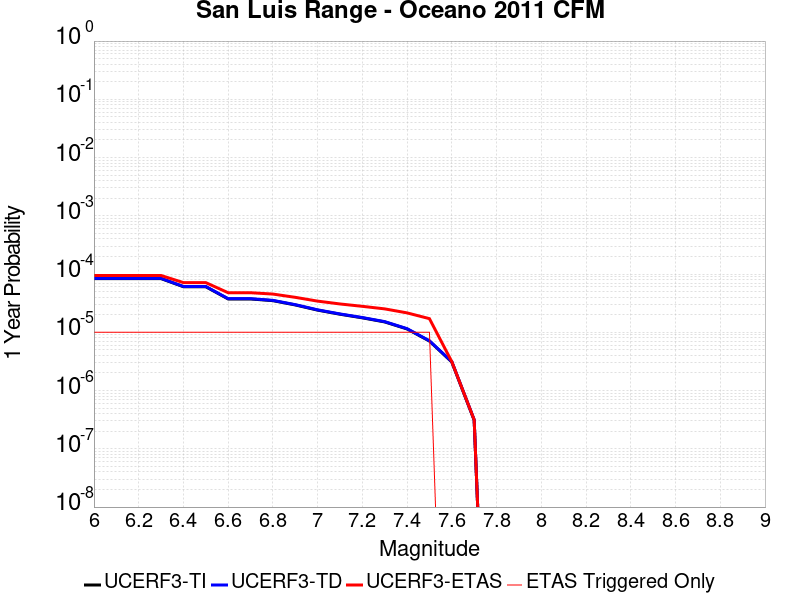 San Luis Range - Oceano 2011 CFM
10^0
10^-1
10^-2
10^-3
10^-4
10^-5
10^-6
10^-7
10^-8
1 Year Probability
6 6.2 6.4 6.6 6.8 7 7.2 7.4 7.6 7.8 8 8.2 8.4 8.6 8.8 9
Magnitude
UCERF3-TI UCERF3-TD UCERF3-ETAS ETAS Triggered Only